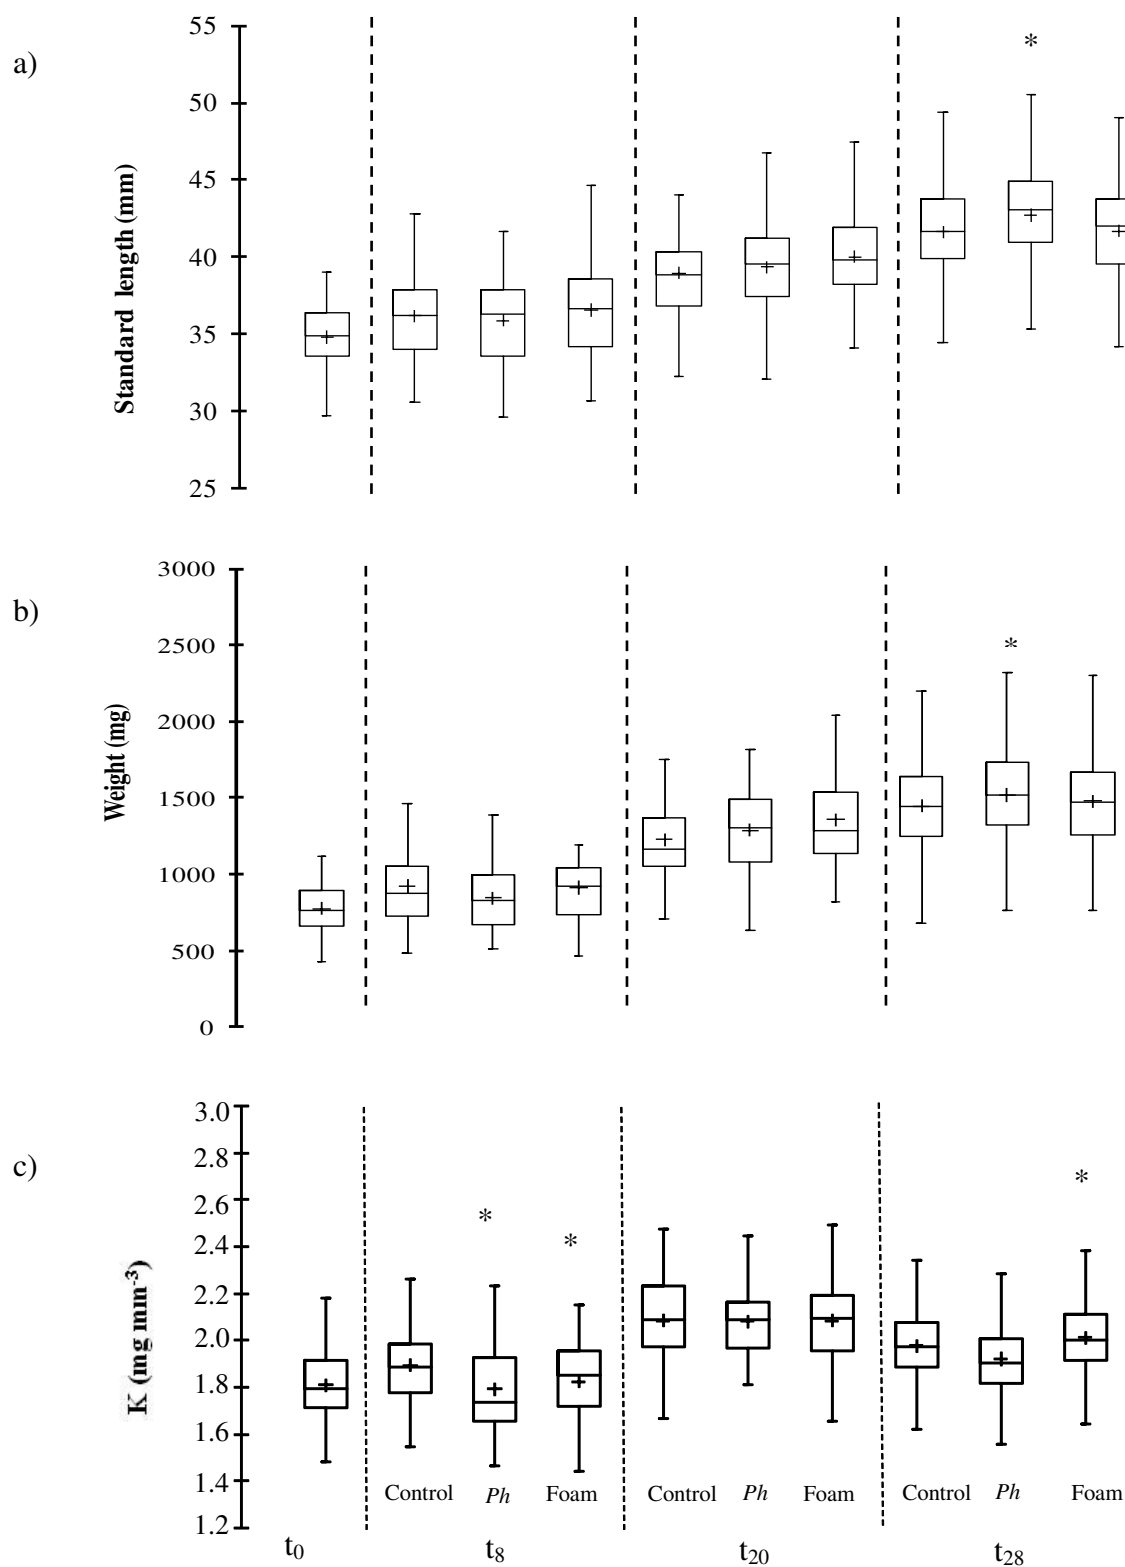 a)
Standard length (mm)
55
50
45
40
35
30
25
*
b)
Weight (mg)
3000
2500
2000
1500
1000
500
0
*
c)
K (mg mm⁻³)
3.0
2.8
2.6
2.4
2.2
2.0
1.8
1.6
1.4
1.2
* * *
Control Ph Foam Control Ph Foam Control Ph Foam
t₀ t₈ t₂₀ t₂₈